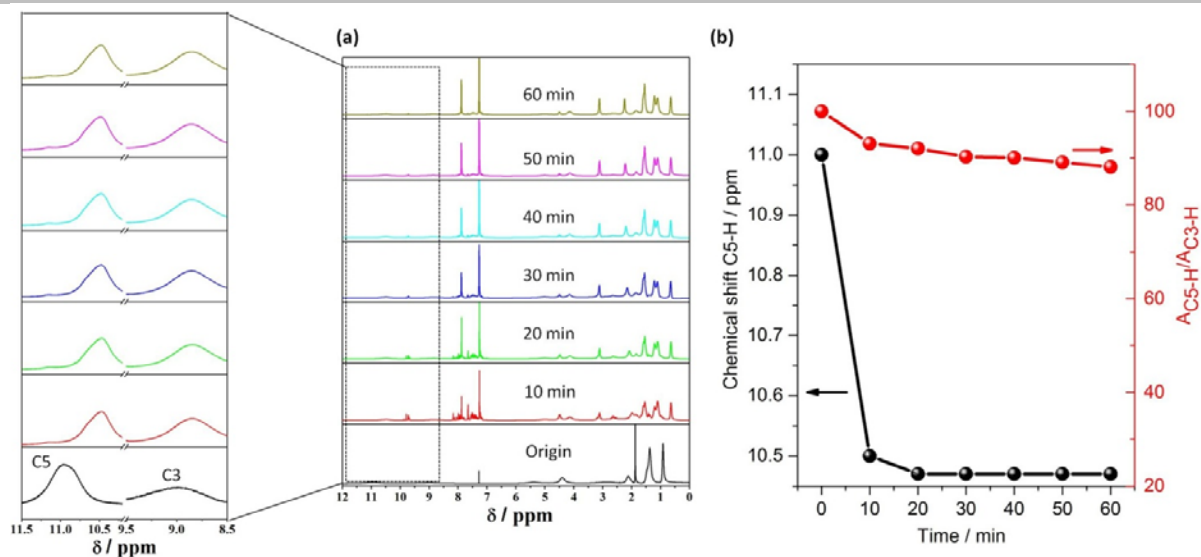 C5
C3
11.5 11.0 10.5 9.5 9.0 8.5
δ / ppm
(a)
60 min
50 min
40 min
30 min
20 min
10 min
Origin
12 11 10 9 8 7 6 5 4 3 2 1 0
δ / ppm
(b)
11.1
11.0
10.9
10.8
10.7
10.6
10.5
Chemical shift C5-H / ppm
0 10 20 30 40 50 60
Time / min
100
80
60
40
20
A_C5-H/A_C3-H